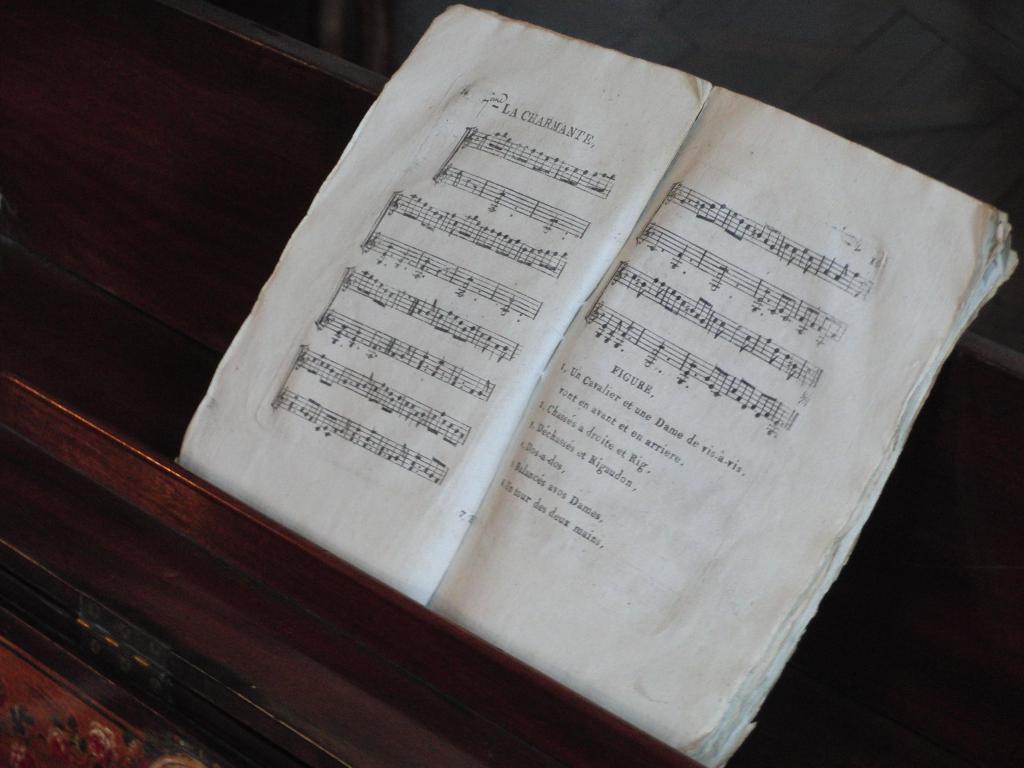 LA CHARMANTE,
FIGURE,
1, Un Cavalier et une Dame de vis-à-vis,
vont en avant et en arriere,
2, Chassés a droite et Rig,
3, Déchassés et Rigaudon,
4, Dos-a-dos,
5, Balancés avos Dames,
6, Un tour des deux mains,
7.